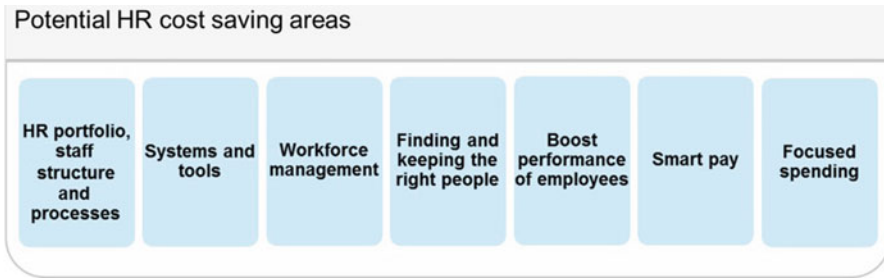 Potential HR cost saving areas
HR portfolio,
staff
structure
and
processes
Systems and
tools
Workforce
management
Finding and
keeping the
right people
Boost
performance
of employees
Smart pay
Focused
spending